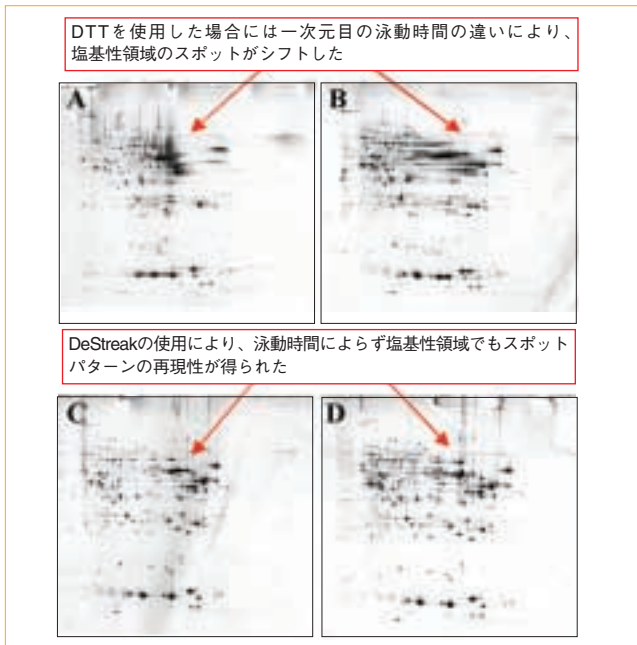 DTTを使用した場合には一次元目の泳動時間の違いにより、
塩基性領域のスポットがシフトした
A
B
DeStreakの使用により、泳動時間によらず塩基性領域でもスポット
パターンの再現性が得られた
C
D